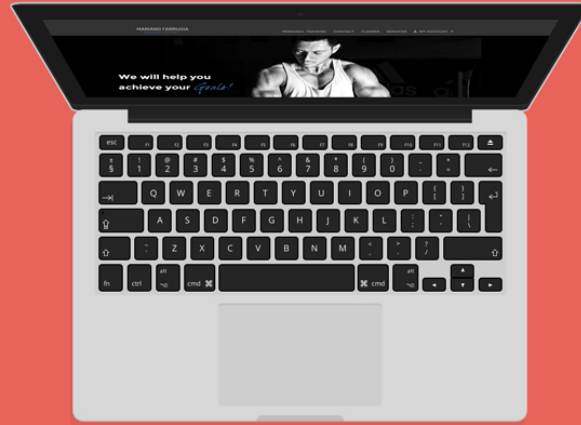 MARIANO FARRUGIA
PERSONAL TRAINING CONTACT CLASSES SERVICES MY ACCOUNT
We will help you
achieve your Goals!
adidas
esc F1 F2 F3 F4 F5 F6 F7 F8 F9 F10 F11 F12
± § ! 1 @ 2 # 3 $ 4 % 5 ^ 6 & 7 * 8 ( 9 ) 0 _ - + =
Q W E R T Y U I O P { [ } ]
A S D F G H J K L : ; " ' | \
~ ` Z X C V B N M < , > . ? /
fn ctrl alt cmd ⌘ ⌘ cmd alt